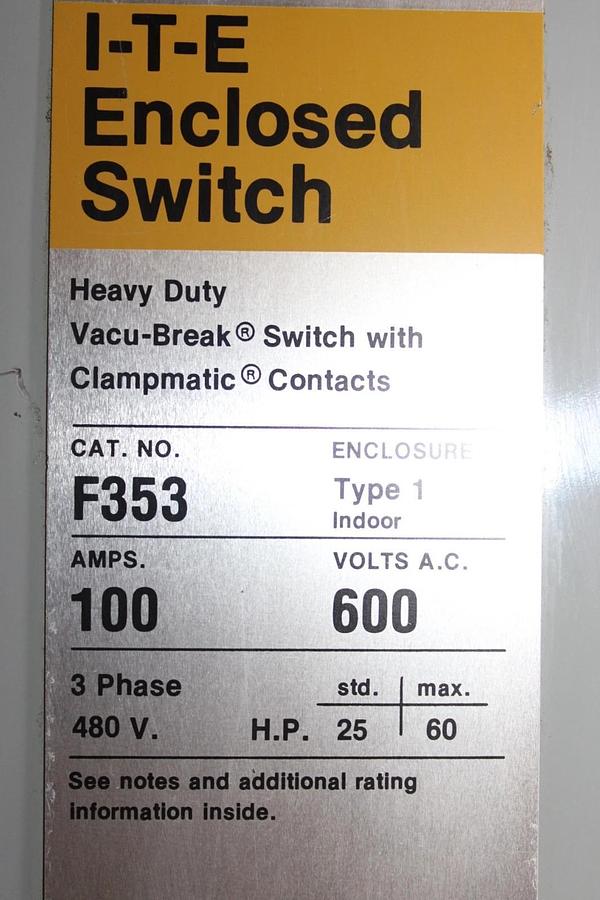 I-T-E
Enclosed
Switch
Heavy Duty
Vacu-Break® Switch with
Clampmatic® Contacts
CAT. NO. ENCLOSURE
F353 Type 1
Indoor
AMPS. VOLTS A.C.
100 600
3 Phase std. max.
480 V. H.P. 25 60
See notes and additional rating
information inside.